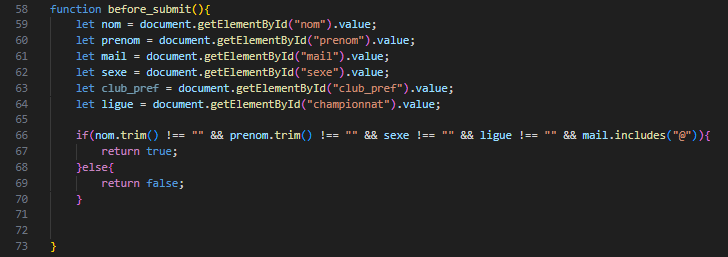 58 function before_submit(){
59 let nom = document.getElementById("nom").value;
60 let prenom = document.getElementById("prenom").value;
61 let mail = document.getElementById("mail").value;
62 let sexe = document.getElementById("sexe").value;
63 let club_pref = document.getElementById("club_pref").value;
64 let ligue = document.getElementById("championnat").value;
65
66 if(nom.trim() !== "" && prenom.trim() !== "" && sexe !== "" && ligue !== "" && mail.includes("@")){
67 return true;
68 }else{
69 return false;
70 }
71
72
73 }